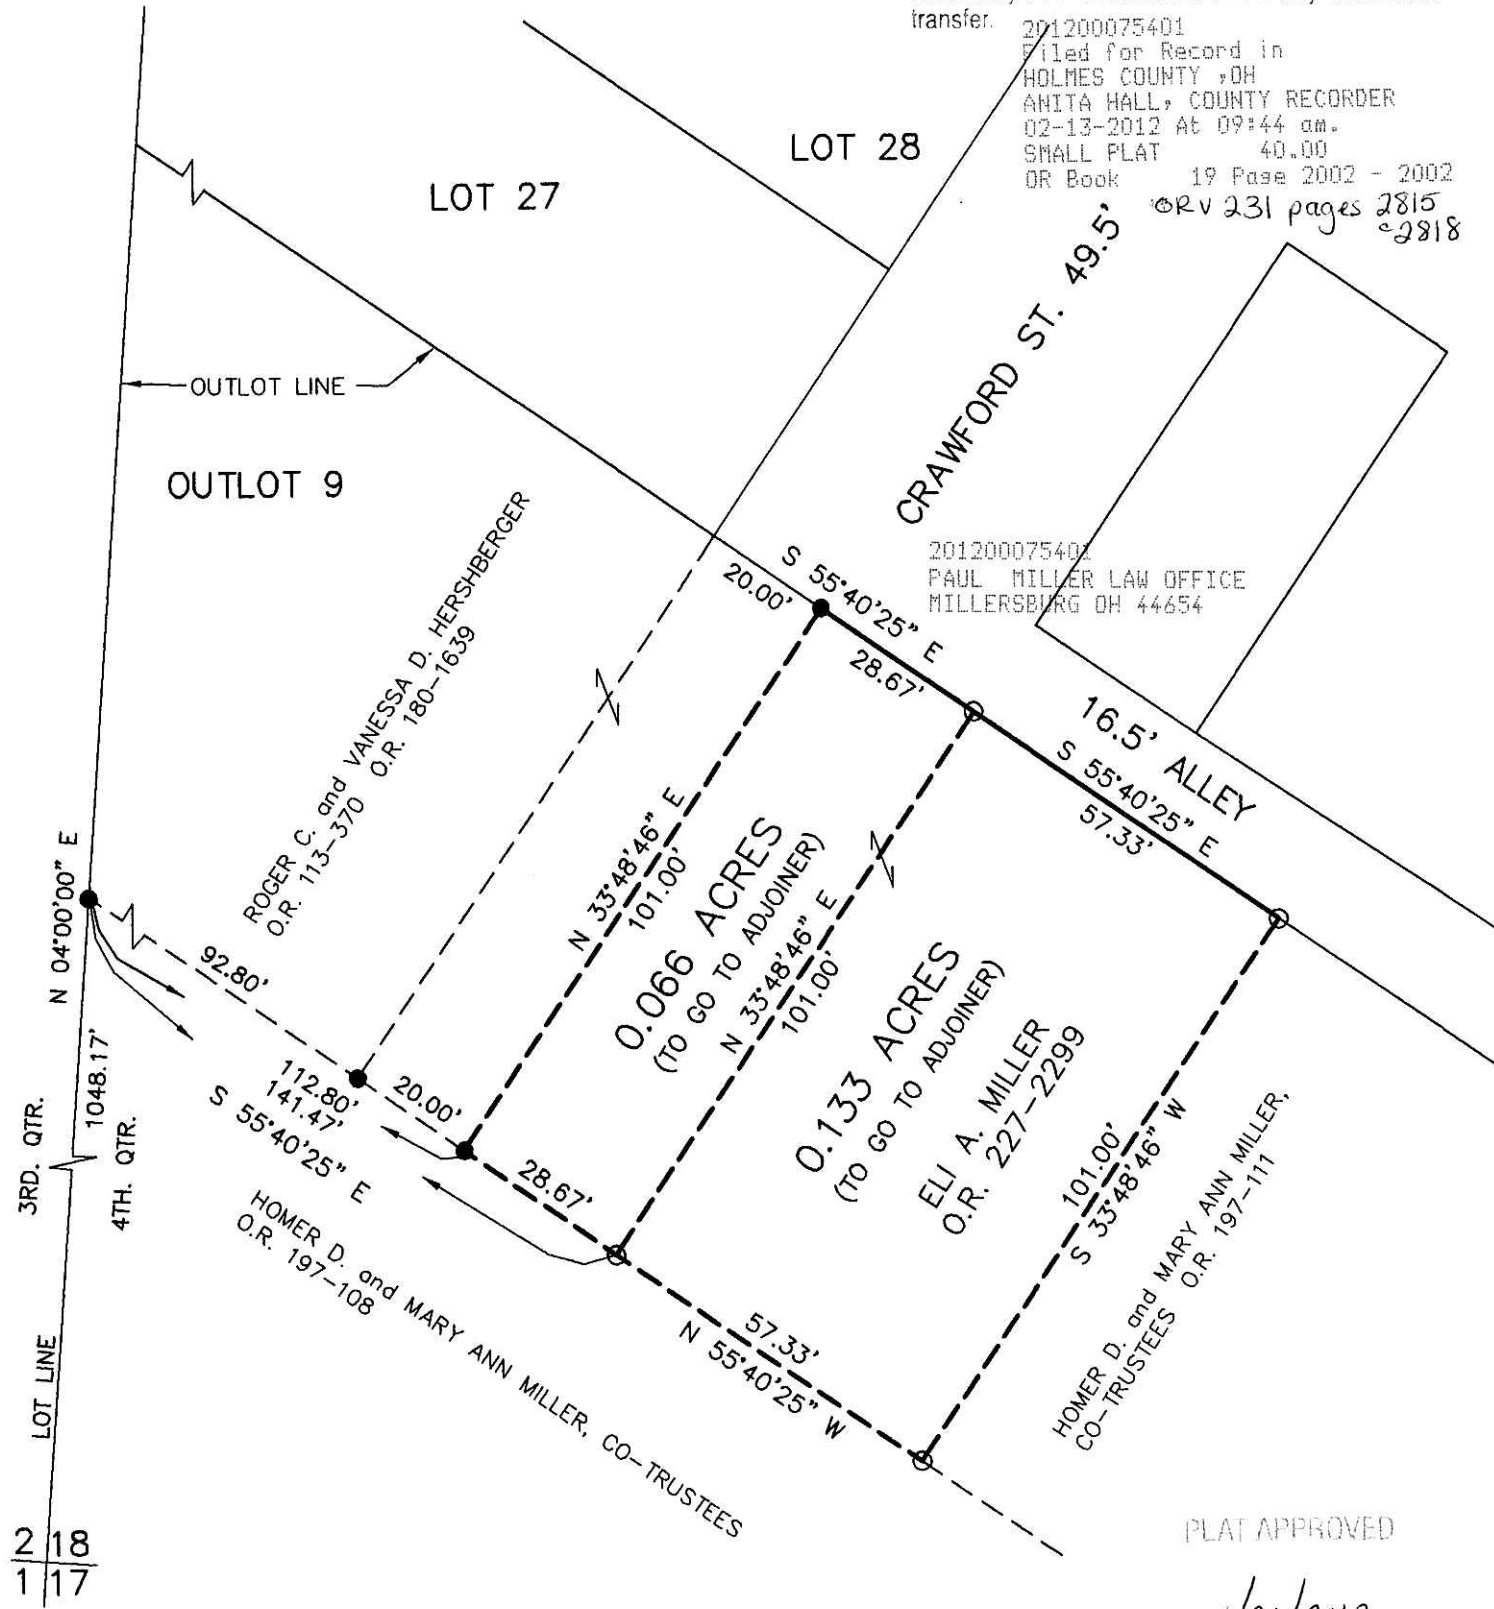 transfer.
201200075401
Filed for Record in
HOLMES COUNTY ,OH
ANITA HALL, COUNTY RECORDER
02-13-2012 At 09:44 am.
SMALL PLAT 40.00
OR Book 19 Page 2002 - 2002
ORV 231 pages 2815
-2818
LOT 28
LOT 27
CRAWFORD ST. 49.5'
OUTLOT LINE
OUTLOT 9
201200075401
PAUL MILLER LAW OFFICE
MILLERSBURG OH 44654
20.00'
S 55°40'25" E
28.67'
16.5' ALLEY
S 55°40'25" E
57.33'
ROGER C. and VANESSA D. HERSHBERGER
O.R. 113-370 O.R. 180-1639
N 33°48'46" E
101.00'
0.066 ACRES
(TO GO TO ADJOINER)
N 33°48'46" E
101.00'
0.133 ACRES
(TO GO TO ADJOINER)
ELI A. MILLER
O.R. 227-2299
101.00'
S 33°48'46" W
HOMER D. and MARY ANN MILLER,
CO-TRUSTEES O.R. 197-111
N 04°00'00" E
1048.17'
92.80'
112.80'
141.47'
S 55°40'25" E
20.00'
28.67'
57.33'
N 55°40'25" W
HOMER D. and MARY ANN MILLER, CO-TRUSTEES
O.R. 197-108
3RD. QTR.
4TH. QTR.
LOT LINE
2 18
1 17
PLAT APPROVED